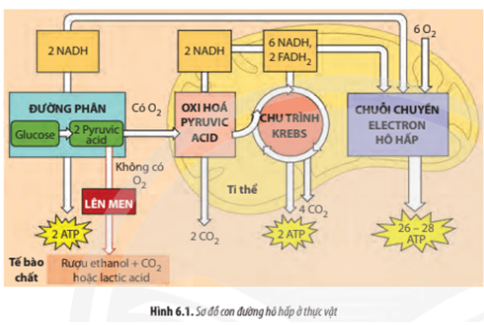 2 NADH
2 NADH
6 NADH,
2 FADH₂
6 O₂
ĐƯỜNG PHÂN
Glucose
2 Pyruvic
acid
Có O₂
Không có
O₂
OXI HOÁ
PYRUVIC
ACID
CHU TRÌNH
KREBS
CHUỖI CHUYỀN
ELECTRON
HÔ HẤP
Ti thể
LÊN MEN
2 ATP
2 CO₂
2 ATP
4 CO₂
26 – 28
ATP
Tế bào
chất
Rượu ethanol + CO₂
hoặc lactic acid
Hình 6.1. Sơ đồ con đường hô hấp ở thực vật